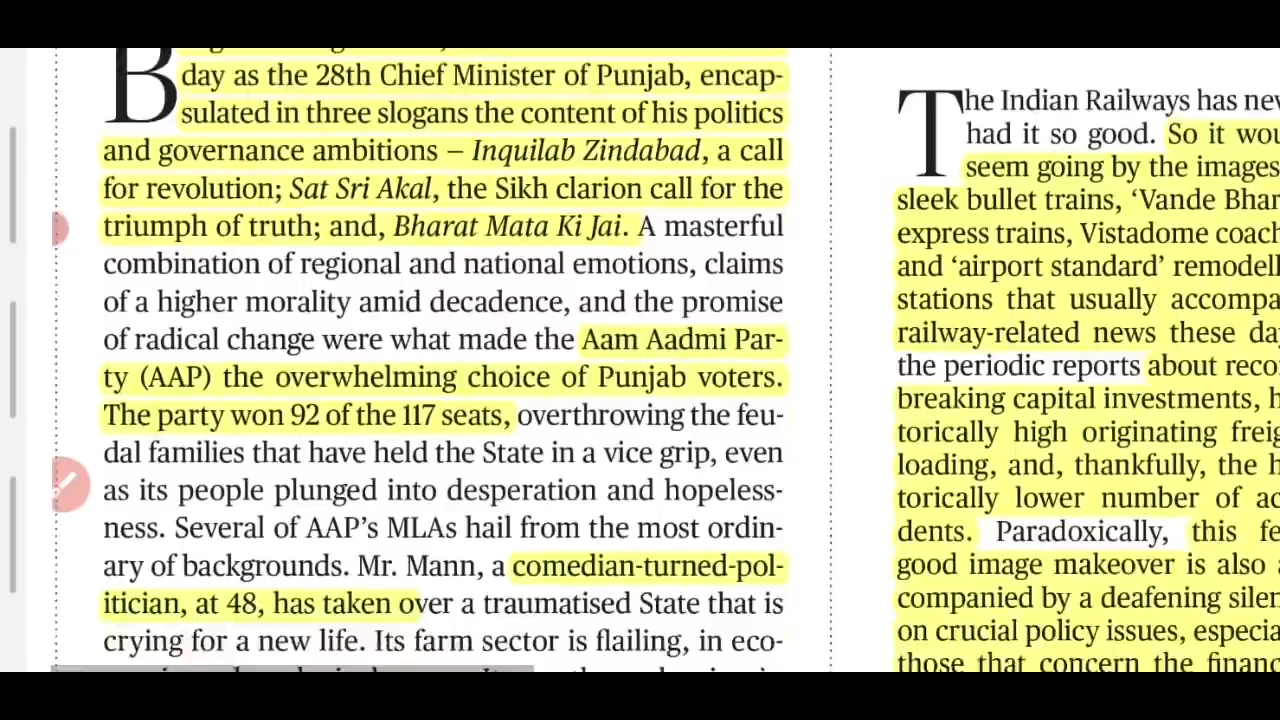 B
day as the 28th Chief Minister of Punjab, encap-
sulated in three slogans the content of his politics
and governance ambitions – Inquilab Zindabad, a call
for revolution; Sat Sri Akal, the Sikh clarion call for the
triumph of truth; and, Bharat Mata Ki Jai. A masterful
combination of regional and national emotions, claims
of a higher morality amid decadence, and the promise
of radical change were what made the Aam Aadmi Par-
ty (AAP) the overwhelming choice of Punjab voters.
The party won 92 of the 117 seats, overthrowing the feu-
dal families that have held the State in a vice grip, even
as its people plunged into desperation and hopeless-
ness. Several of AAP’s MLAs hail from the most ordin-
ary of backgrounds. Mr. Mann, a comedian-turned-pol-
itician, at 48, has taken over a traumatised State that is
crying for a new life. Its farm sector is flailing, in eco-
The Indian Railways has nev
had it so good. So it wou
seem going by the images
sleek bullet trains, ‘Vande Bhar
express trains, Vistadome coach
and ‘airport standard’ remodell
stations that usually accompa
railway-related news these day
the periodic reports about reco
breaking capital investments, h
torically high originating freig
loading, and, thankfully, the h
torically lower number of ac
dents. Paradoxically, this fe
good image makeover is also a
companied by a deafening silen
on crucial policy issues, especia
those that concern the financ